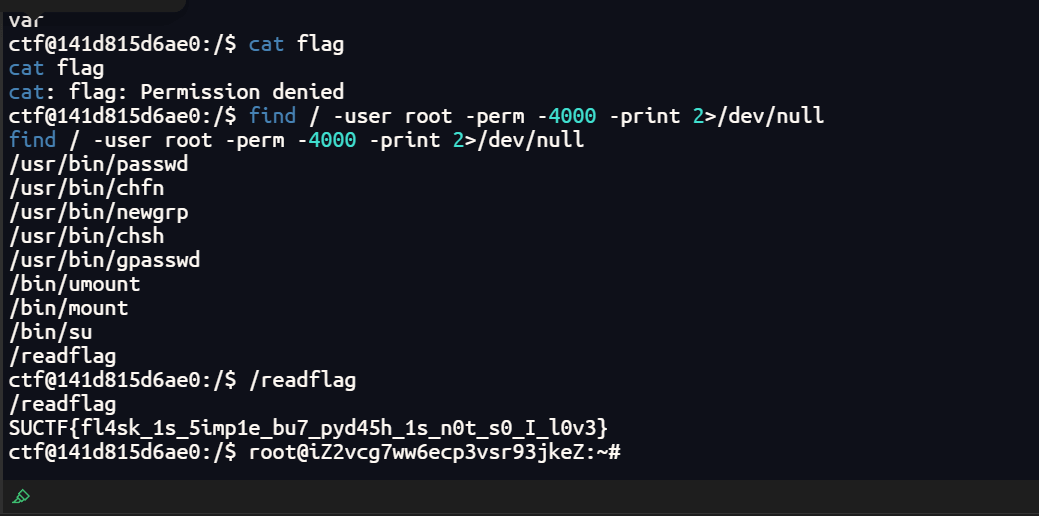 var
ctf@141d815d6ae0:/$ cat flag
cat flag
cat: flag: Permission denied
ctf@141d815d6ae0:/$ find / -user root -perm -4000 -print 2>/dev/null
find / -user root -perm -4000 -print 2>/dev/null
/usr/bin/passwd
/usr/bin/chfn
/usr/bin/newgrp
/usr/bin/chsh
/usr/bin/gpasswd
/bin/umount
/bin/mount
/bin/su
/readflag
ctf@141d815d6ae0:/$ /readflag
/readflag
SUCTF{fl4sk_1s_5imp1e_bu7_pyd45h_1s_n0t_s0_I_l0v3}
ctf@141d815d6ae0:/$ root@iZ2vcg7ww6ecp3vsr93jkeZ:~#